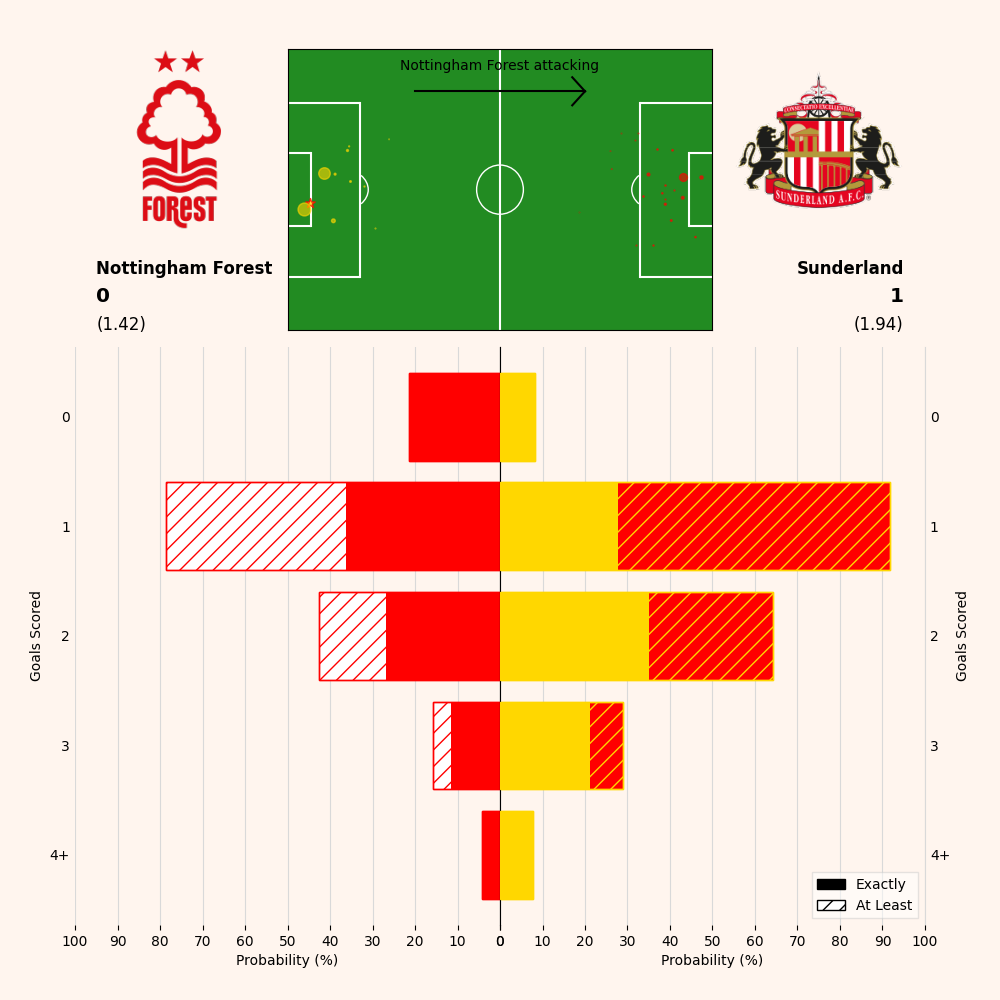 Nottingham Forest attacking
FOREST
CONSECTATIO EXCELLENTIAE
SUNDERLAND A.F.C.
Nottingham Forest
0
(1.42)
Sunderland
1
(1.94)
0
1
2
3
4+
Goals Scored
0
1
2
3
4+
Goals Scored
Exactly
At Least
100 90 80 70 60 50 40 30 20 10 0
0 10 20 30 40 50 60 70 80 90 100
Probability (%)
Probability (%)